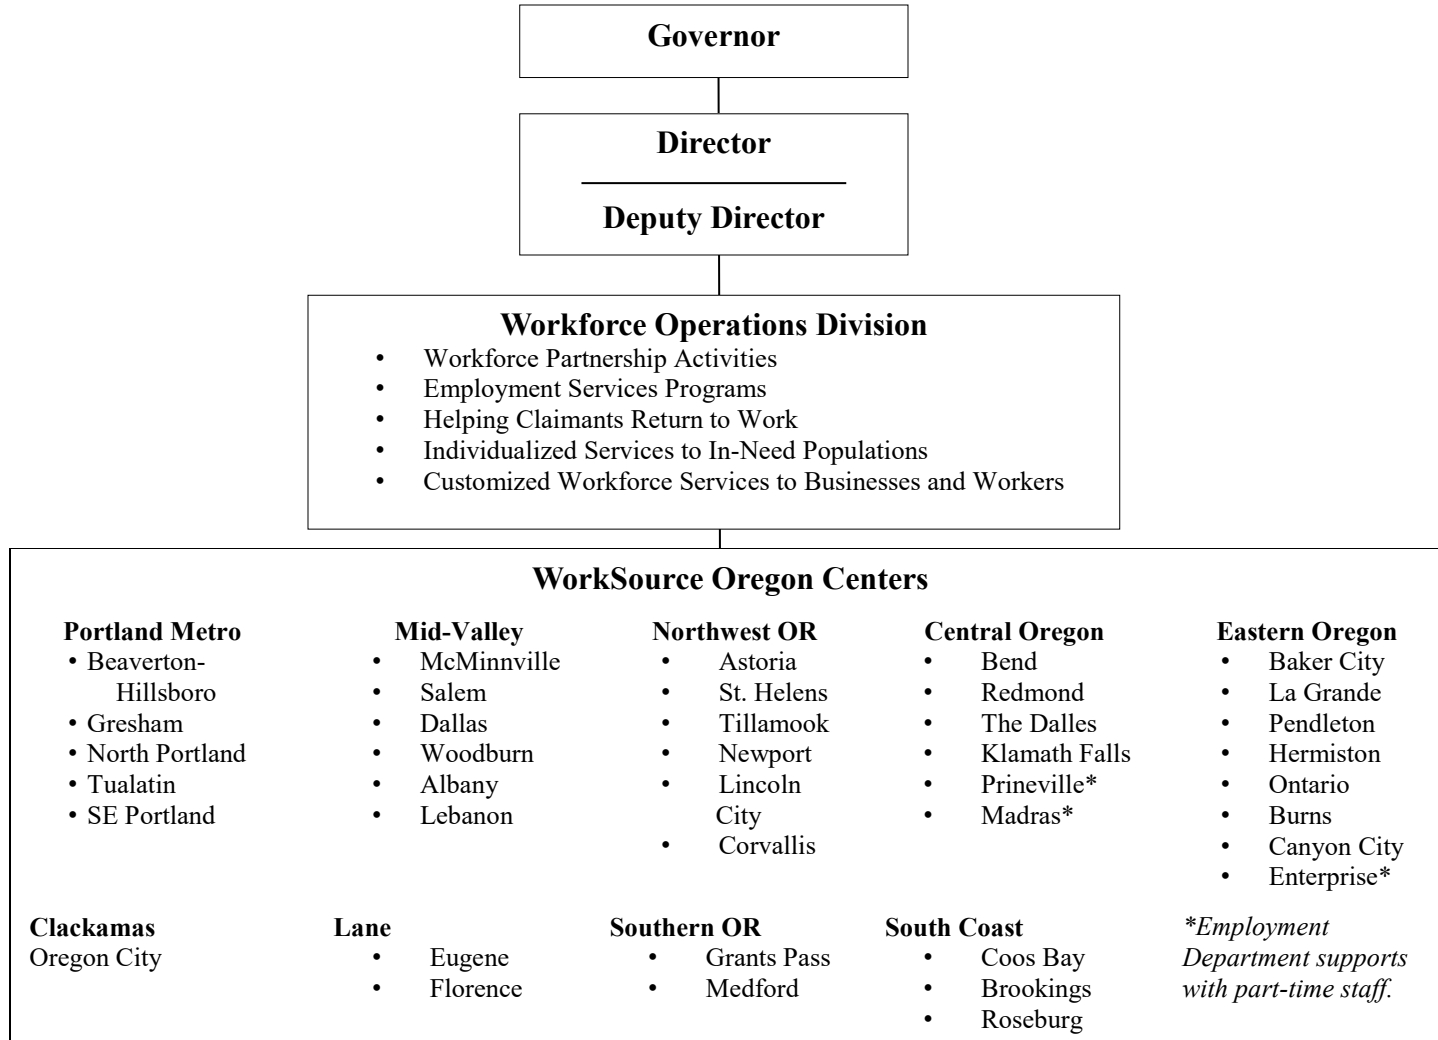 Governor
Director
Deputy Director
Workforce Operations Division
• Workforce Partnership Activities
• Employment Services Programs
• Helping Claimants Return to Work
• Individualized Services to In-Need Populations
• Customized Workforce Services to Businesses and Workers
WorkSource Oregon Centers
Portland Metro
• Beaverton-
Hillsboro
• Gresham
• North Portland
• Tualatin
• SE Portland
Mid-Valley
• McMinnville
• Salem
• Dallas
• Woodburn
• Albany
• Lebanon
Northwest OR
• Astoria
• St. Helens
• Tillamook
• Newport
• Lincoln
City
• Corvallis
Central Oregon
• Bend
• Redmond
• The Dalles
• Klamath Falls
• Prineville*
• Madras*
Eastern Oregon
• Baker City
• La Grande
• Pendleton
• Hermiston
• Ontario
• Burns
• Canyon City
• Enterprise*
Clackamas
Oregon City
Lane
• Eugene
• Florence
Southern OR
• Grants Pass
• Medford
South Coast
• Coos Bay
• Brookings
• Roseburg
*Employment
Department supports
with part-time staff.